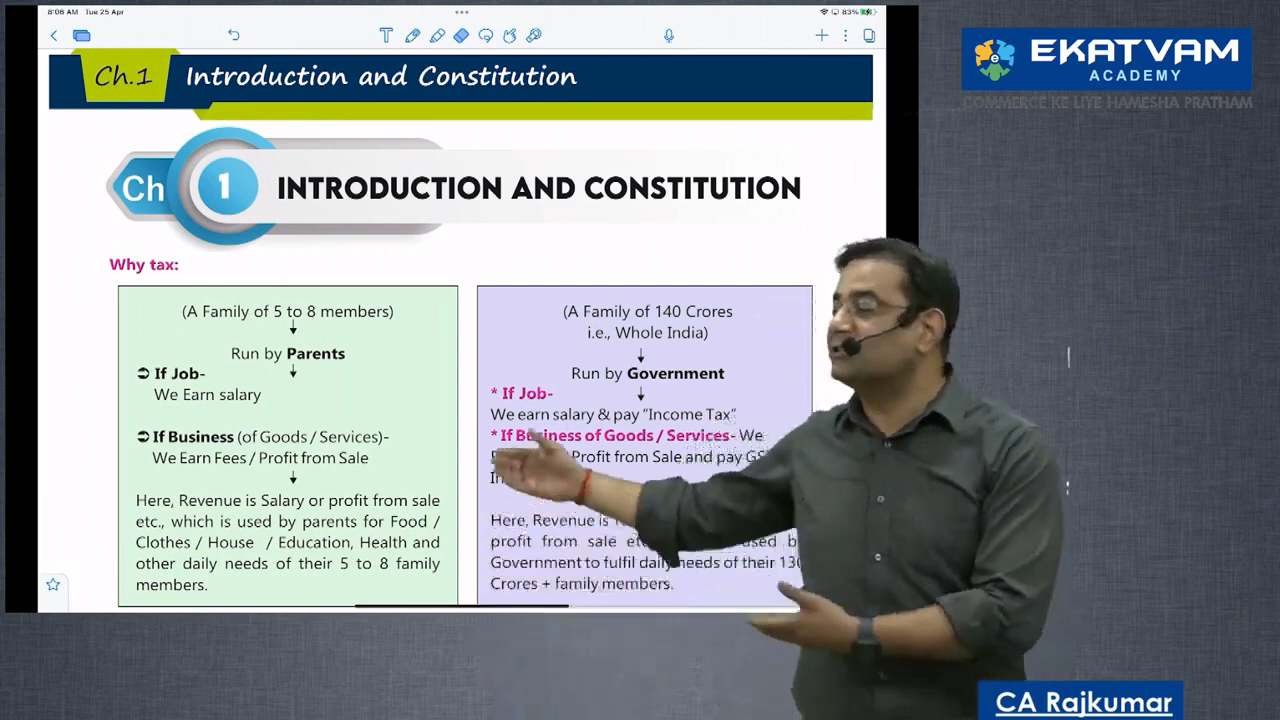 8:06 AM Tue 25 Apr
83%
EKATVAM
ACADEMY
COMMERCE KE LIYE HAMESHA PRATHAM
Ch.1 Introduction and Constitution
Ch 1 INTRODUCTION AND CONSTITUTION
Why tax:
(A Family of 5 to 8 members)
Run by Parents
If Job-
We Earn salary
If Business (of Goods / Services)-
We Earn Fees / Profit from Sale
Here, Revenue is Salary or profit from sale
etc., which is used by parents for Food /
Clothes / House / Education, Health and
other daily needs of their 5 to 8 family
members.
(A Family of 140 Crores
i.e., Whole India)
Run by Government
* If Job-
We earn salary & pay "Income Tax"
* If Business of Goods / Services- We
Profit from Sale and pay
Here, Revenue is
profit from sale
Government to fulfil daily needs of their
Crores + family members.
CA Rajkumar